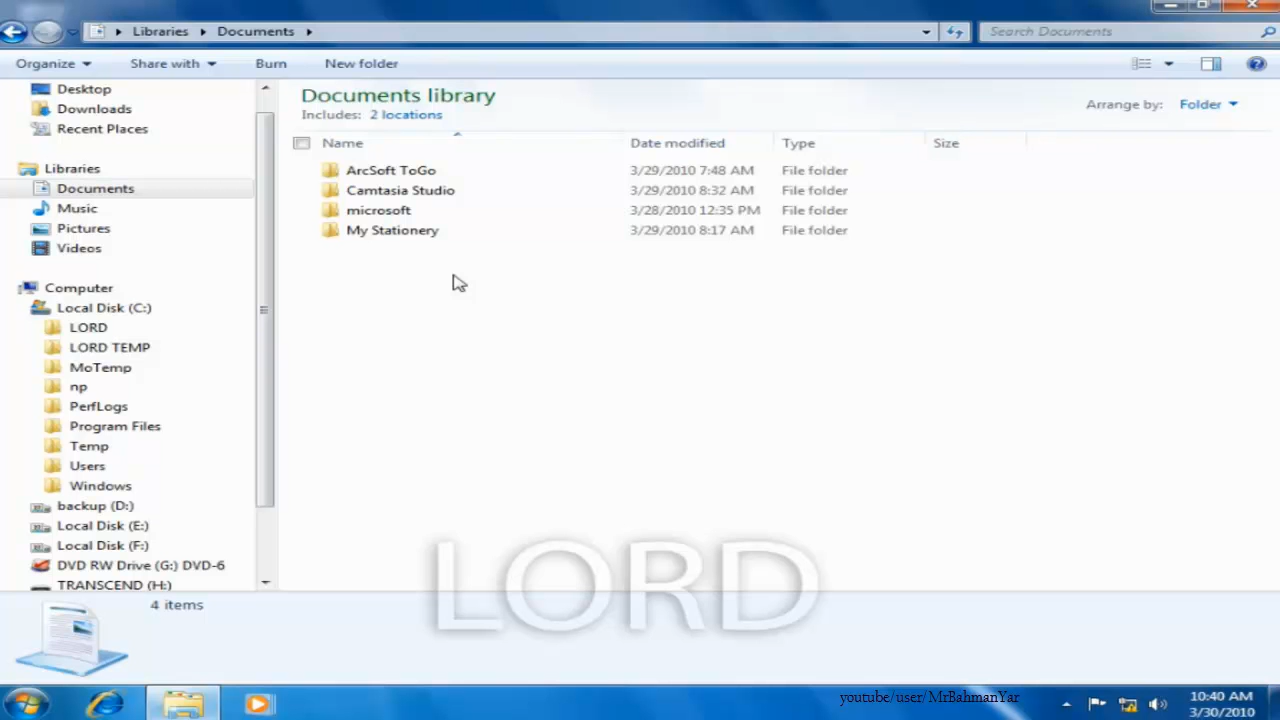 Libraries Documents
Search Documents
Organize Share with Burn New folder
Desktop
Downloads
Recent Places
Libraries
Documents
Music
Pictures
Videos
Computer
Local Disk (C:)
LORD
LORD TEMP
MoTemp
np
PerfLogs
Program Files
Temp
Users
Windows
backup (D:)
Local Disk (E:)
Local Disk (F:)
DVD RW Drive (G:) DVD-6
TRANSCEND (H:)
Documents library
Includes: 2 locations
Arrange by: Folder
Name Date modified Type Size
ArcSoft ToGo 3/29/2010 7:48 AM File folder
Camtasia Studio 3/29/2010 8:32 AM File folder
microsoft 3/28/2010 12:35 PM File folder
My Stationery 3/29/2010 8:17 AM File folder
LORD
4 items
youtube/user/MrBahmanYar
10:40 AM
3/30/2010